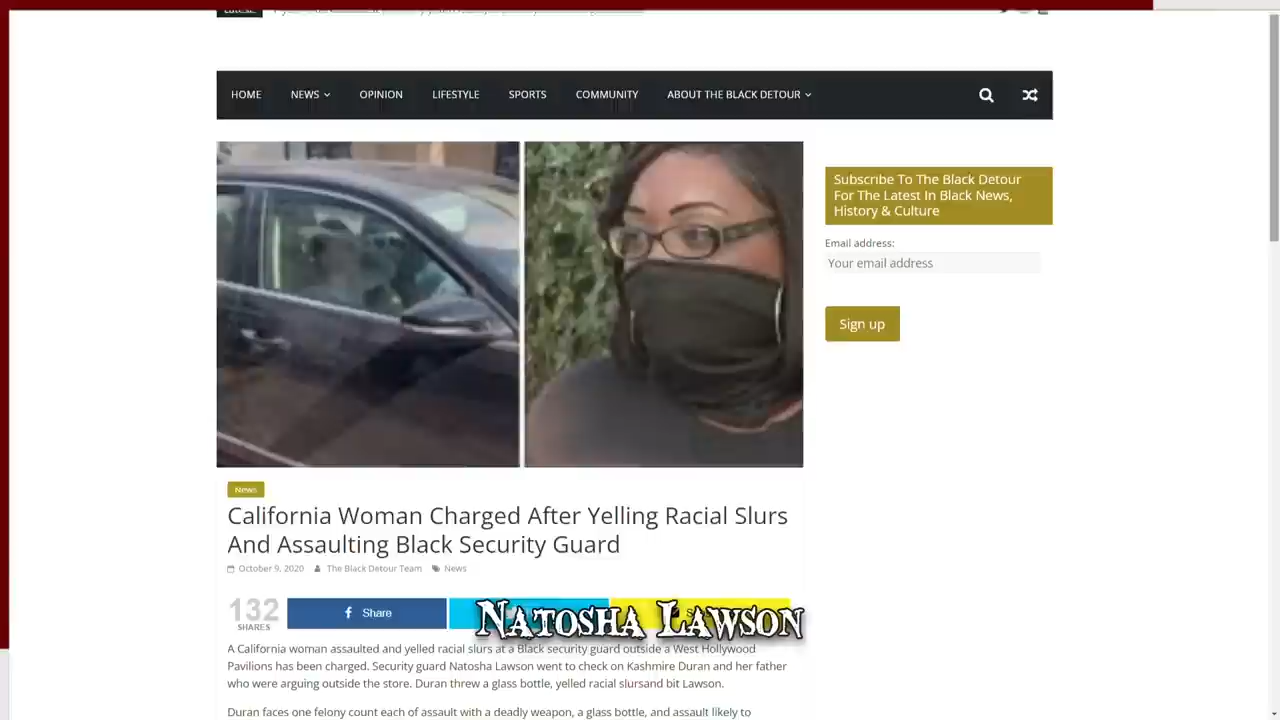 HOME NEWS OPINION LIFESTYLE SPORTS COMMUNITY ABOUT THE BLACK DETOUR
Subscribe To The Black Detour
For The Latest In Black News,
History & Culture
Email address:
Your email address
Sign up
News
California Woman Charged After Yelling Racial Slurs
And Assaulting Black Security Guard
October 9, 2020 The Black Detour Team News
132
SHARES
Share
NATOSHA LAWSON
A California woman assaulted and yelled racial slurs at a Black security guard outside a West Hollywood
Pavilions has been charged. Security guard Natosha Lawson went to check on Kashmire Duran and her father
who were arguing outside the store. Duran threw a glass bottle, yelled racial slursand bit Lawson.
Duran faces one felony count each of assault with a deadly weapon, a glass bottle, and assault likely to